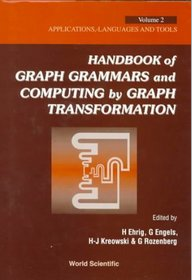 Volume 2
APPLICATIONS, LANGUAGES AND TOOLS
HANDBOOK of
GRAPH GRAMMARS and
COMPUTING by GRAPH
TRANSFORMATION
Edited by
H Ehrig, G Engels,
H-J Kreowski & G Rozenberg
World Scientific